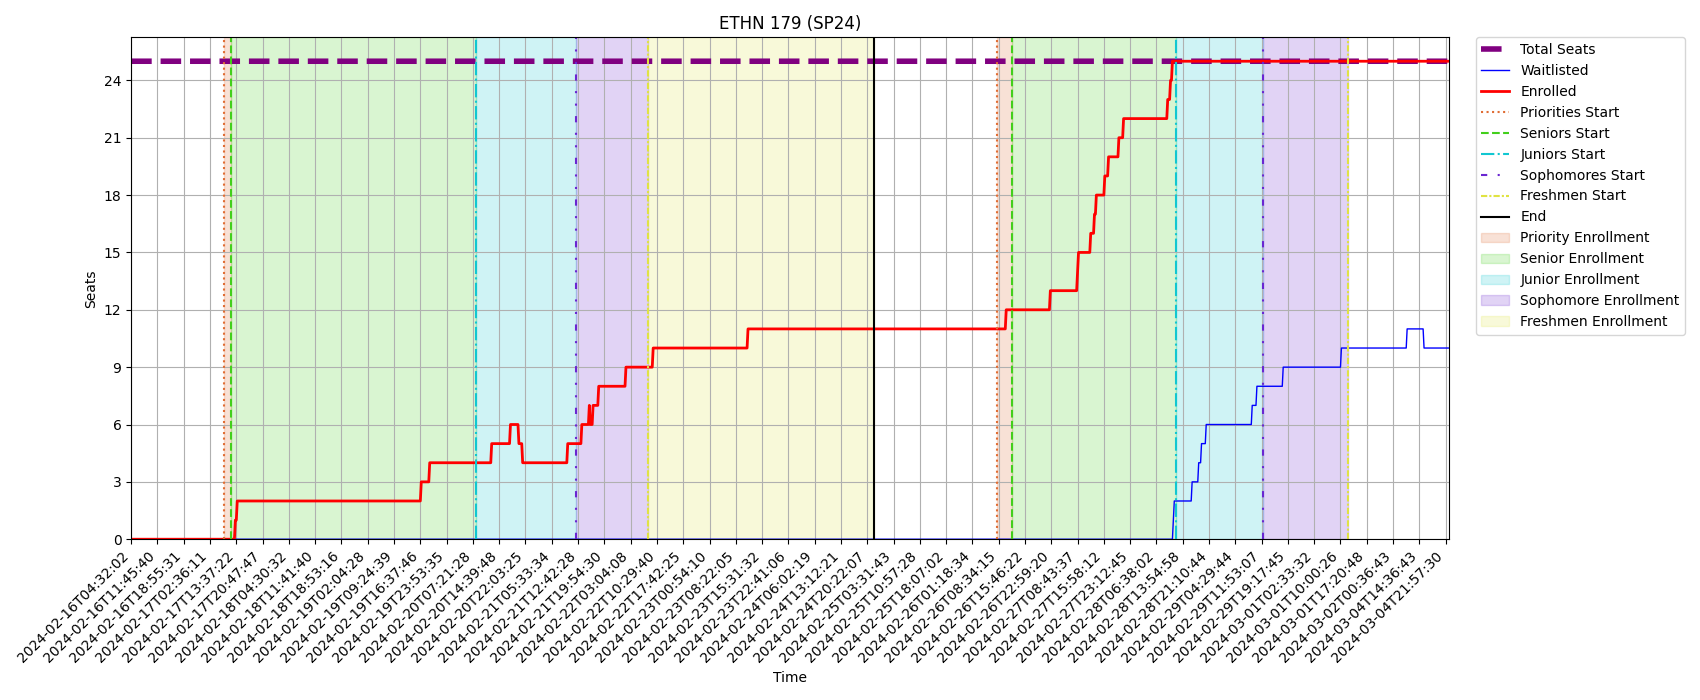 ETHN 179 (SP24)
Seats
24
21
18
15
12
9
6
3
0
2024-02-16T04:32:02
2024-02-16T11:45:40
2024-02-16T18:55:31
2024-02-17T02:36:11
2024-02-17T13:37:22
2024-02-17T20:47:47
2024-02-18T04:30:32
2024-02-18T11:41:40
2024-02-18T18:53:16
2024-02-19T02:04:28
2024-02-19T09:24:39
2024-02-19T16:37:46
2024-02-19T23:53:35
2024-02-20T07:21:28
2024-02-20T14:39:48
2024-02-20T22:03:25
2024-02-21T05:33:34
2024-02-21T12:42:28
2024-02-21T19:54:30
2024-02-22T03:04:08
2024-02-22T10:29:40
2024-02-22T17:42:25
2024-02-23T00:54:10
2024-02-23T08:22:05
2024-02-23T15:31:32
2024-02-23T22:41:06
2024-02-24T06:02:19
2024-02-24T13:12:21
2024-02-24T20:22:07
2024-02-25T03:31:43
2024-02-25T10:57:28
2024-02-25T18:07:02
2024-02-26T01:18:34
2024-02-26T08:34:15
2024-02-26T15:46:22
2024-02-26T22:59:20
2024-02-27T08:43:37
2024-02-27T15:58:12
2024-02-27T23:12:45
2024-02-28T06:38:02
2024-02-28T13:54:58
2024-02-28T21:10:44
2024-02-29T04:29:44
2024-02-29T11:53:07
2024-02-29T19:17:45
2024-03-01T02:33:32
2024-03-01T10:00:26
2024-03-01T17:20:48
2024-03-02T00:36:43
2024-03-04T14:36:43
2024-03-04T21:57:30
Time
Total Seats
Waitlisted
Enrolled
Priorities Start
Seniors Start
Juniors Start
Sophomores Start
Freshmen Start
End
Priority Enrollment
Senior Enrollment
Junior Enrollment
Sophomore Enrollment
Freshmen Enrollment